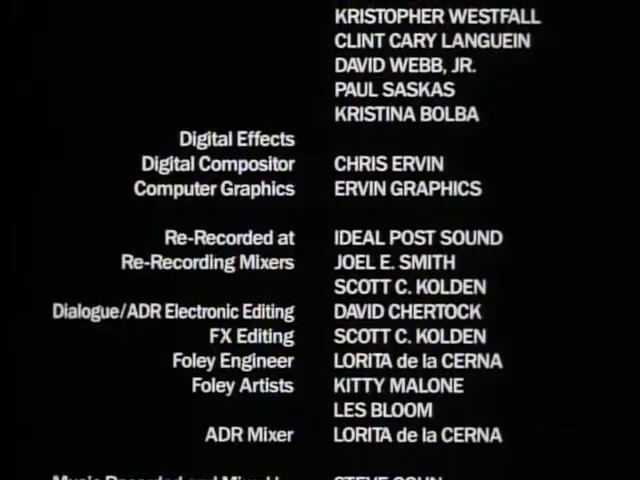 KRISTOPHER WESTFALL
CLINT CARY LANGUEIN
DAVID WEBB, JR.
PAUL SASKAS
KRISTINA BOLBA
Digital Effects
Digital Compositor CHRIS ERVIN
Computer Graphics ERVIN GRAPHICS
Re-Recorded at IDEAL POST SOUND
Re-Recording Mixers JOEL E. SMITH
SCOTT C. KOLDEN
Dialogue/ADR Electronic Editing DAVID CHERTOCK
FX Editing SCOTT C. KOLDEN
Foley Engineer LORITA de la CERNA
Foley Artists KITTY MALONE
LES BLOOM
ADR Mixer LORITA de la CERNA
Music Recorded and Mixed